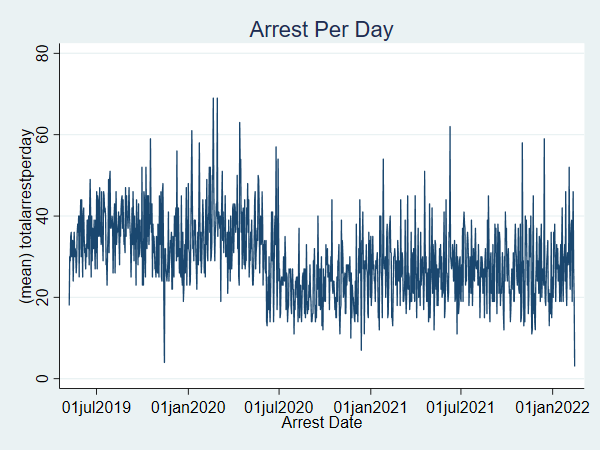 Arrest Per Day
(mean) totalarrestperday
80
60
40
20
0
01jul2019 01jan2020 01jul2020 01jan2021 01jul2021 01jan2022
Arrest Date